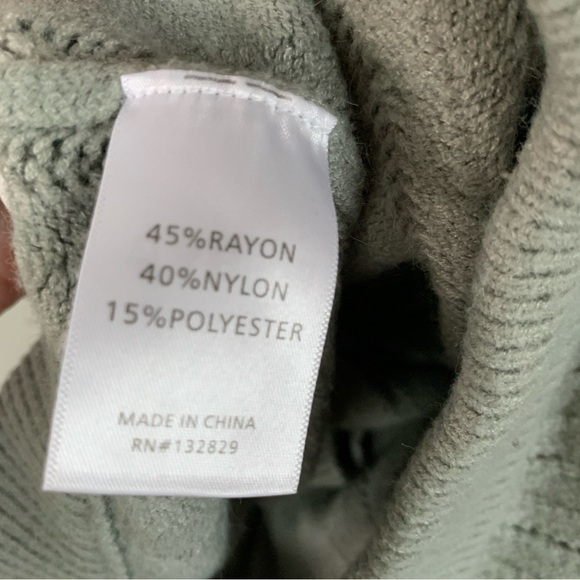 45%RAYON
40%NYLON
15%POLYESTER
MADE IN CHINA
RN#132829